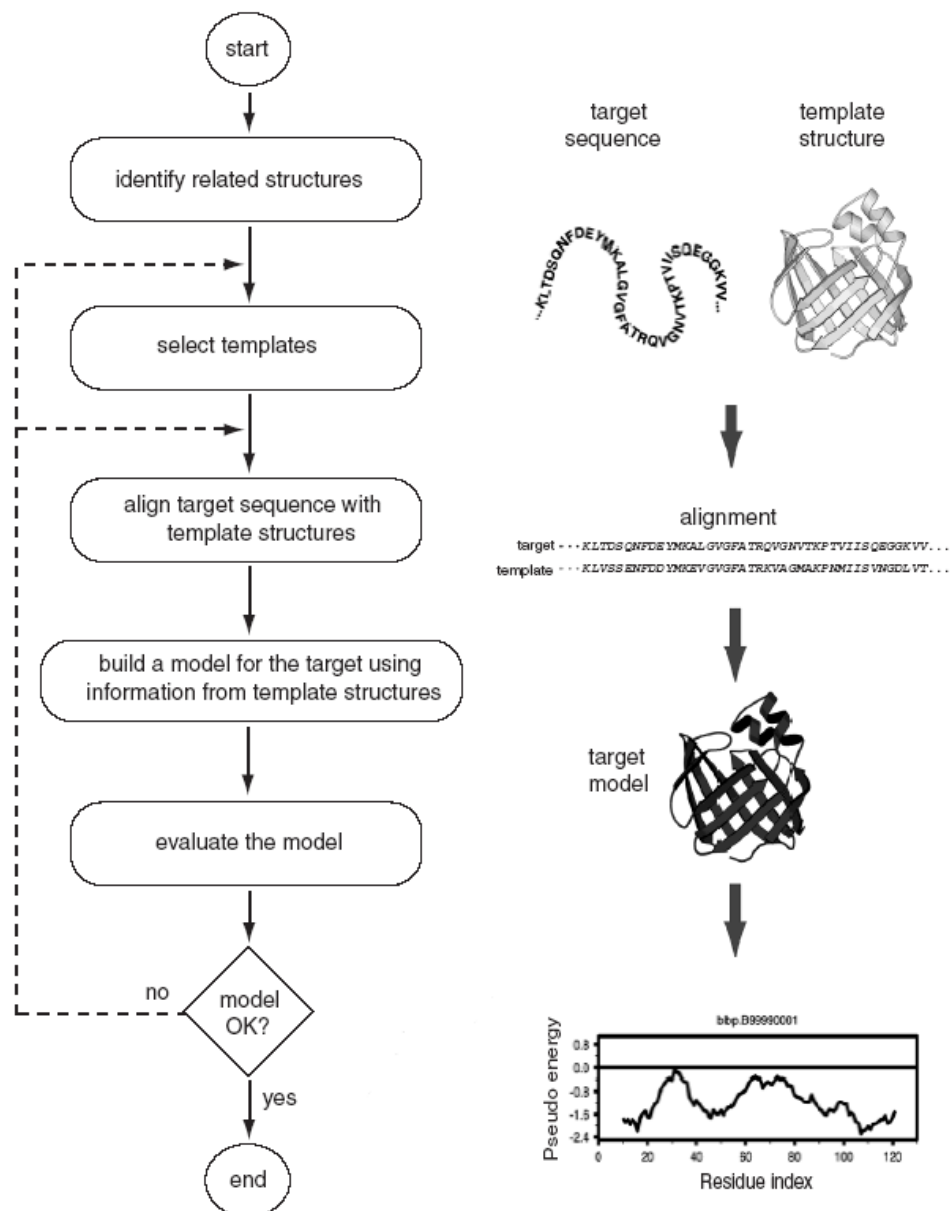 start
identify related structures
select templates
align target sequence with
template structures
build a model for the target using
information from template structures
evaluate the model
no
model
OK?
yes
end
target
sequence
template
structure
...KLTDSQNFDEYMKALGVGFATRQVGNVTKPTVIISQEGGKVV...
alignment
target ...KLTDSQNFDEYMKALGVGFATRQVGNVTKPTVIISQEGGKVV...
template ...KLVSSENFDDYMKEVGVGFATRKVAGMAKPNMIISVNGDLVT...
target
model
blbp.B99990001
Pseudo energy
0.8
0.0
-0.8
-1.5
-2.4
0 20 40 60 80 100 120
Residue index